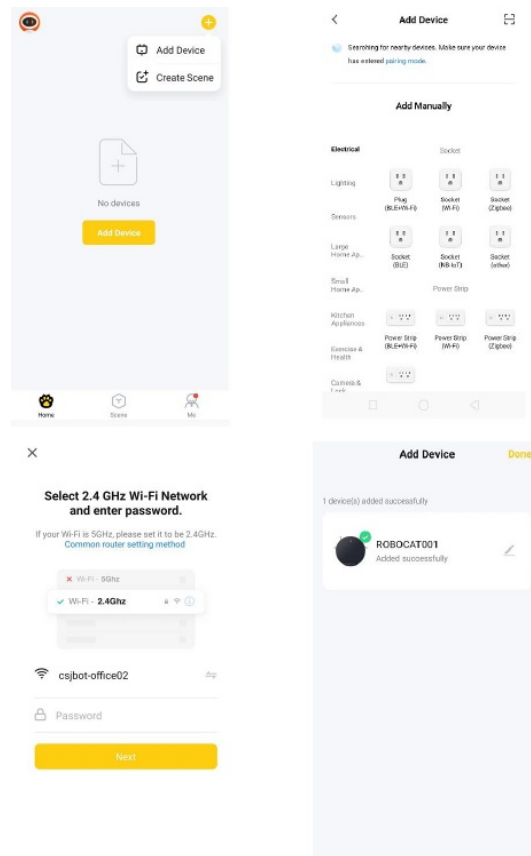 Add Device
Create Scene
No devices
Add Device
Home
Scene
Me
Add Device
Searching for nearby devices. Make sure your device
has entered pairing mode.
Add Manually
Electrical
Lighting
Sensors
Large
Home Ap...
Small
Home Ap...
Kitchen
Appliances
Exercise &
Health
Camera &
Lock
Socket
Plug
(BLE+Wi-Fi)
Socket
(Wi-Fi)
Socket
(Zigbee)
Socket
(BLE)
Socket
(NB-IoT)
Socket
(other)
Power Strip
Power Strip
(BLE+Wi-Fi)
Power Strip
(Wi-Fi)
Power Strip
(Zigbee)
Select 2.4 GHz Wi-Fi Network
and enter password.
If your Wi-Fi is 5GHz, please set it to be 2.4GHz.
Common router setting method
Wi-Fi - 5Ghz
Wi-Fi - 2.4Ghz
csjbot-office02
Password
Next
Add Device
Done
1 device(s) added successfully
ROBOCAT001
Added successfully